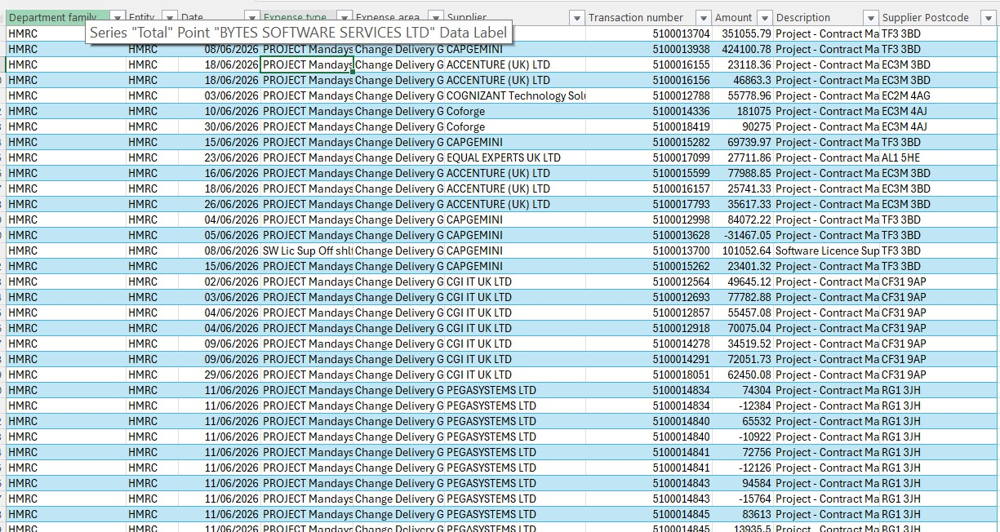 Department family Entity Date Expense type Expense area Supplier Transaction number Amount Description Supplier Postcode
Series "Total" Point "BYTES SOFTWARE SERVICES LTD" Data Label
HMRC 5100013704 351055.79 Project - Contract Ma TF3 3BD
HMRC HMRC 08/06/2026 PROJECT Mandays Change Delivery G CAPGEMINI 5100013938 424100.78 Project - Contract Ma TF3 3BD
HMRC HMRC 18/06/2026 PROJECT Mandays Change Delivery G ACCENTURE (UK) LTD 5100016155 23118.36 Project - Contract Ma EC3M 3BD
HMRC HMRC 18/06/2026 PROJECT Mandays Change Delivery G ACCENTURE (UK) LTD 5100016156 46863.3 Project - Contract Ma EC3M 3BD
HMRC HMRC 03/06/2026 PROJECT Mandays Change Delivery G COGNIZANT Technology Solu 5100012788 55778.96 Project - Contract Ma EC2M 4AG
HMRC HMRC 10/06/2026 PROJECT Mandays Change Delivery G Coforge 5100014336 181075 Project - Contract Ma EC3M 4AJ
HMRC HMRC 30/06/2026 PROJECT Mandays Change Delivery G Coforge 5100018419 90275 Project - Contract Ma EC3M 4AJ
HMRC HMRC 15/06/2026 PROJECT Mandays Change Delivery G CAPGEMINI 5100015282 69739.97 Project - Contract Ma TF3 3BD
HMRC HMRC 23/06/2026 PROJECT Mandays Change Delivery G EQUAL EXPERTS UK LTD 5100017099 27711.86 Project - Contract Ma AL1 5HE
HMRC HMRC 16/06/2026 PROJECT Mandays Change Delivery G ACCENTURE (UK) LTD 5100015599 77988.85 Project - Contract Ma EC3M 3BD
HMRC HMRC 18/06/2026 PROJECT Mandays Change Delivery G ACCENTURE (UK) LTD 5100016157 25741.33 Project - Contract Ma EC3M 3BD
HMRC HMRC 26/06/2026 PROJECT Mandays Change Delivery G ACCENTURE (UK) LTD 5100017793 35617.33 Project - Contract Ma EC3M 3BD
HMRC HMRC 04/06/2026 PROJECT Mandays Change Delivery G CAPGEMINI 5100012998 84072.22 Project - Contract Ma TF3 3BD
HMRC HMRC 05/06/2026 PROJECT Mandays Change Delivery G CAPGEMINI 5100013628 -31467.05 Project - Contract Ma TF3 3BD
HMRC HMRC 08/06/2026 SW Lic Sup Off shlf Change Delivery G CAPGEMINI 5100013700 101052.64 Software Licence Sup TF3 3BD
HMRC HMRC 15/06/2026 PROJECT Mandays Change Delivery G CAPGEMINI 5100015262 23401.32 Project - Contract Ma TF3 3BD
HMRC HMRC 02/06/2026 PROJECT Mandays Change Delivery G CGI IT UK LTD 5100012564 49645.12 Project - Contract Ma CF31 9AP
HMRC HMRC 03/06/2026 PROJECT Mandays Change Delivery G CGI IT UK LTD 5100012693 77782.88 Project - Contract Ma CF31 9AP
HMRC HMRC 04/06/2026 PROJECT Mandays Change Delivery G CGI IT UK LTD 5100012857 55457.08 Project - Contract Ma CF31 9AP
HMRC HMRC 04/06/2026 PROJECT Mandays Change Delivery G CGI IT UK LTD 5100012918 70075.04 Project - Contract Ma CF31 9AP
HMRC HMRC 09/06/2026 PROJECT Mandays Change Delivery G CGI IT UK LTD 5100014278 34519.52 Project - Contract Ma CF31 9AP
HMRC HMRC 09/06/2026 PROJECT Mandays Change Delivery G CGI IT UK LTD 5100014291 72051.73 Project - Contract Ma CF31 9AP
HMRC HMRC 29/06/2026 PROJECT Mandays Change Delivery G CGI IT UK LTD 5100018051 62450.08 Project - Contract Ma CF31 9AP
HMRC HMRC 11/06/2026 PROJECT Mandays Change Delivery G PEGASYSTEMS LTD 5100014834 74304 Project - Contract Ma RG1 3JH
HMRC HMRC 11/06/2026 PROJECT Mandays Change Delivery G PEGASYSTEMS LTD 5100014834 -12384 Project - Contract Ma RG1 3JH
HMRC HMRC 11/06/2026 PROJECT Mandays Change Delivery G PEGASYSTEMS LTD 5100014840 65532 Project - Contract Ma RG1 3JH
HMRC HMRC 11/06/2026 PROJECT Mandays Change Delivery G PEGASYSTEMS LTD 5100014840 -10922 Project - Contract Ma RG1 3JH
HMRC HMRC 11/06/2026 PROJECT Mandays Change Delivery G PEGASYSTEMS LTD 5100014841 72756 Project - Contract Ma RG1 3JH
HMRC HMRC 11/06/2026 PROJECT Mandays Change Delivery G PEGASYSTEMS LTD 5100014841 -12126 Project - Contract Ma RG1 3JH
HMRC HMRC 11/06/2026 PROJECT Mandays Change Delivery G PEGASYSTEMS LTD 5100014843 94584 Project - Contract Ma RG1 3JH
HMRC HMRC 11/06/2026 PROJECT Mandays Change Delivery G PEGASYSTEMS LTD 5100014843 -15764 Project - Contract Ma RG1 3JH
HMRC HMRC 11/06/2026 PROJECT Mandays Change Delivery G PEGASYSTEMS LTD 5100014845 83613 Project - Contract Ma RG1 3JH
HMRC HMRC 11/06/2026 PROJECT Mandays Change Delivery G PEGASYSTEMS LTD 5100014845 13935.5 Project - Contract Ma RG1 3JH